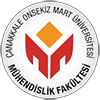 ÇANAKKALE ONSEKİZ MART ÜNİVERSİTESİ
MÜHENDİSLİK FAKÜLTESİ